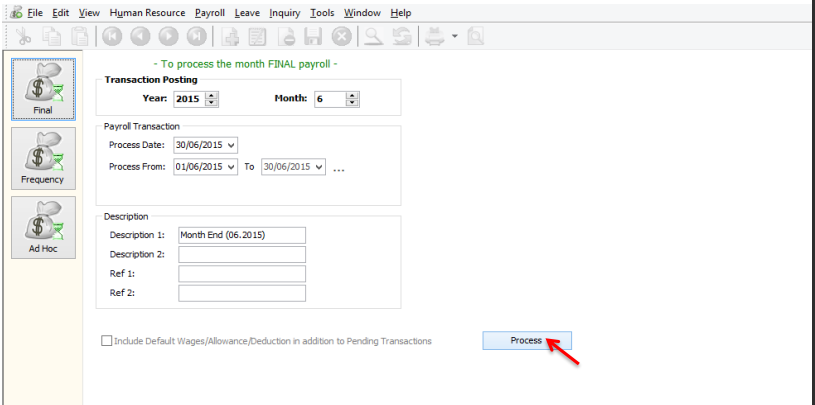 File Edit View Human Resource Payroll Leave Inquiry Tools Window Help
- To process the month FINAL payroll -
Transaction Posting
Year: 2015 Month: 6
Final
Payroll Transaction
Process Date: 30/06/2015
Process From: 01/06/2015 To 30/06/2015 ...
Frequency
Description
Description 1: Month End (06.2015)
Ad Hoc
Description 2:
Ref 1:
Ref 2:
Include Default Wages/Allowance/Deduction in addition to Pending Transactions
Process